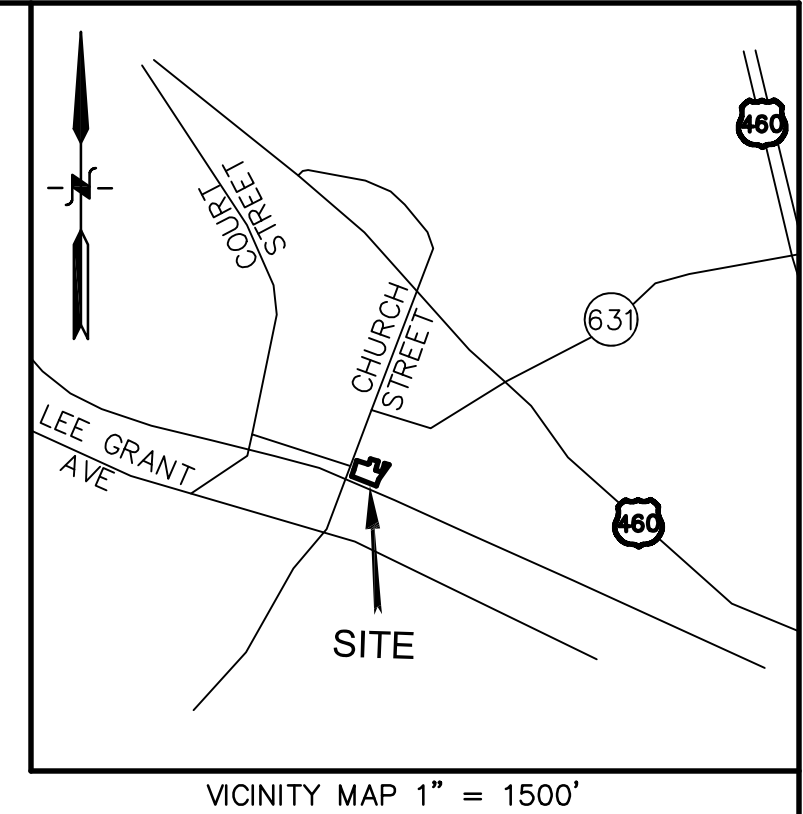 460
N
COURT
STREET
CHURCH
STREET
631
LEE GRANT
AVE
460
SITE
VICINITY MAP 1" = 1500'